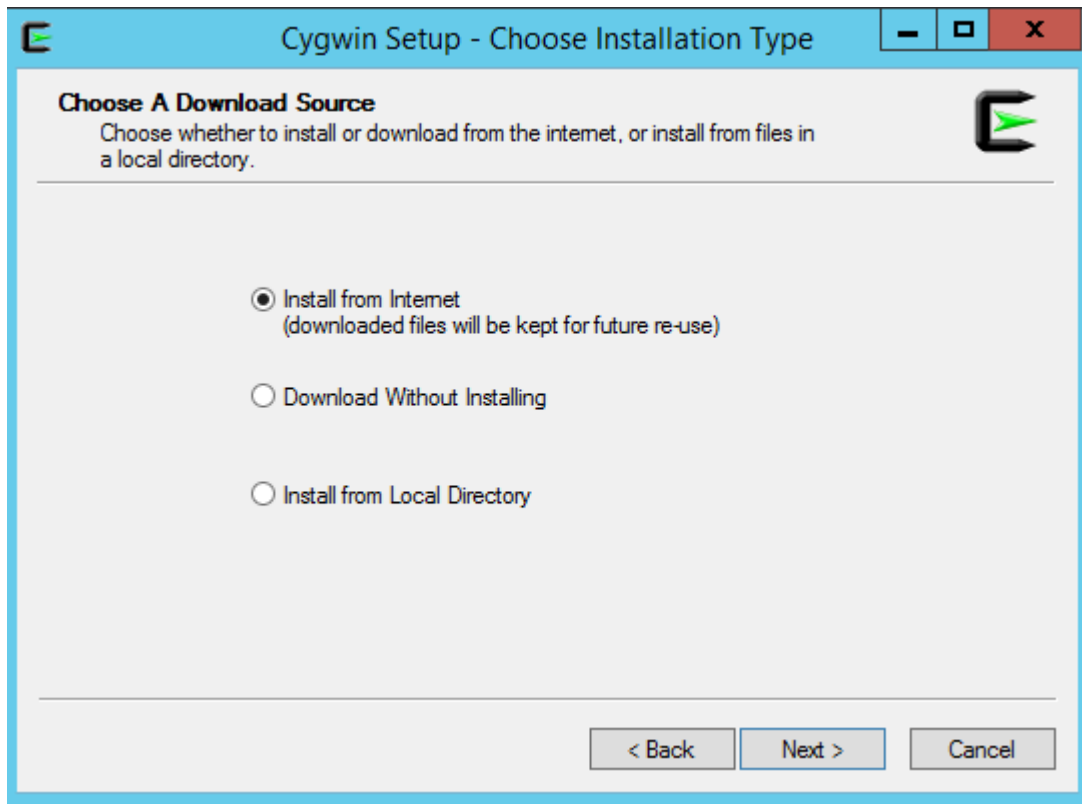 Cygwin Setup - Choose Installation Type
Choose A Download Source
Choose whether to install or download from the internet, or install from files in
a local directory.
Install from Internet
(downloaded files will be kept for future re-use)
Download Without Installing
Install from Local Directory
< Back Next > Cancel